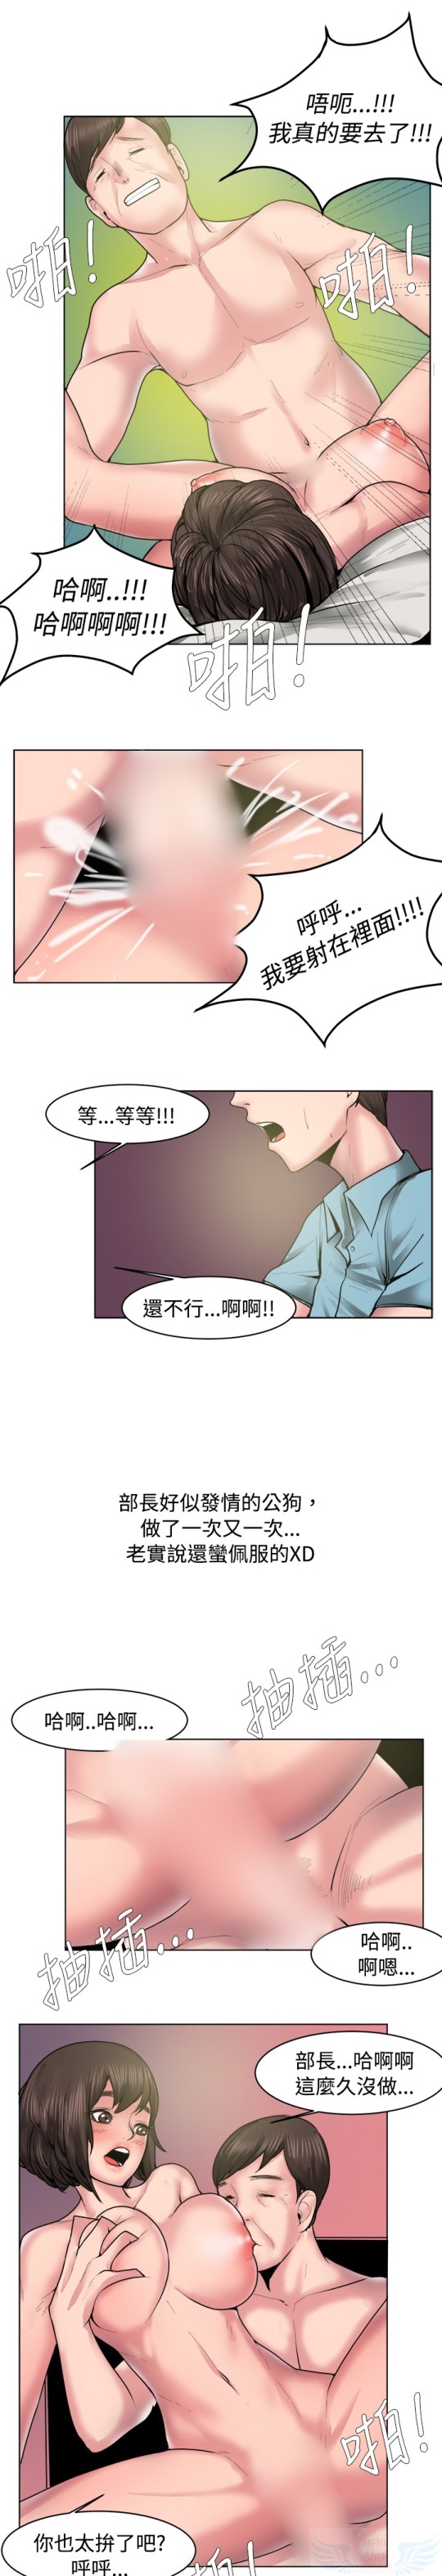 唔呃...!!!
我真的要去了!!!
啪!
啪!
哈啊..!!!
哈啊啊啊!!!
啪!
呼呼...
我要射在裡面!!!!
等...等等!!!
還不行...啊啊!!
部長好似發情的公狗，
做了一次又一次...
老實說還蠻佩服的XD
抽插...
哈啊..哈啊...
抽插...
哈啊..
啊嗯...
部長...哈啊啊
這麼久沒做...
啪!
你也太拚了吧?
呼呼...
啪!